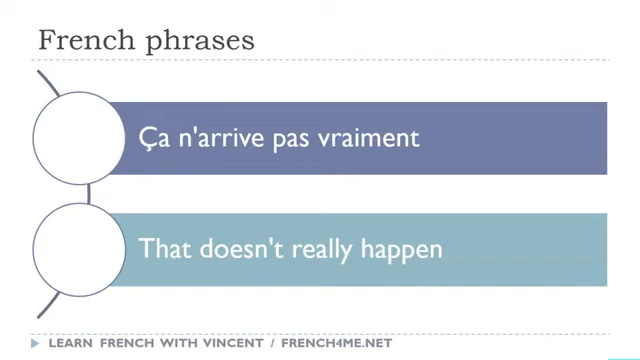 French phrases
Ça n'arrive pas vraiment
That doesn't really happen
LEARN FRENCH WITH VINCENT / FRENCH4ME.NET